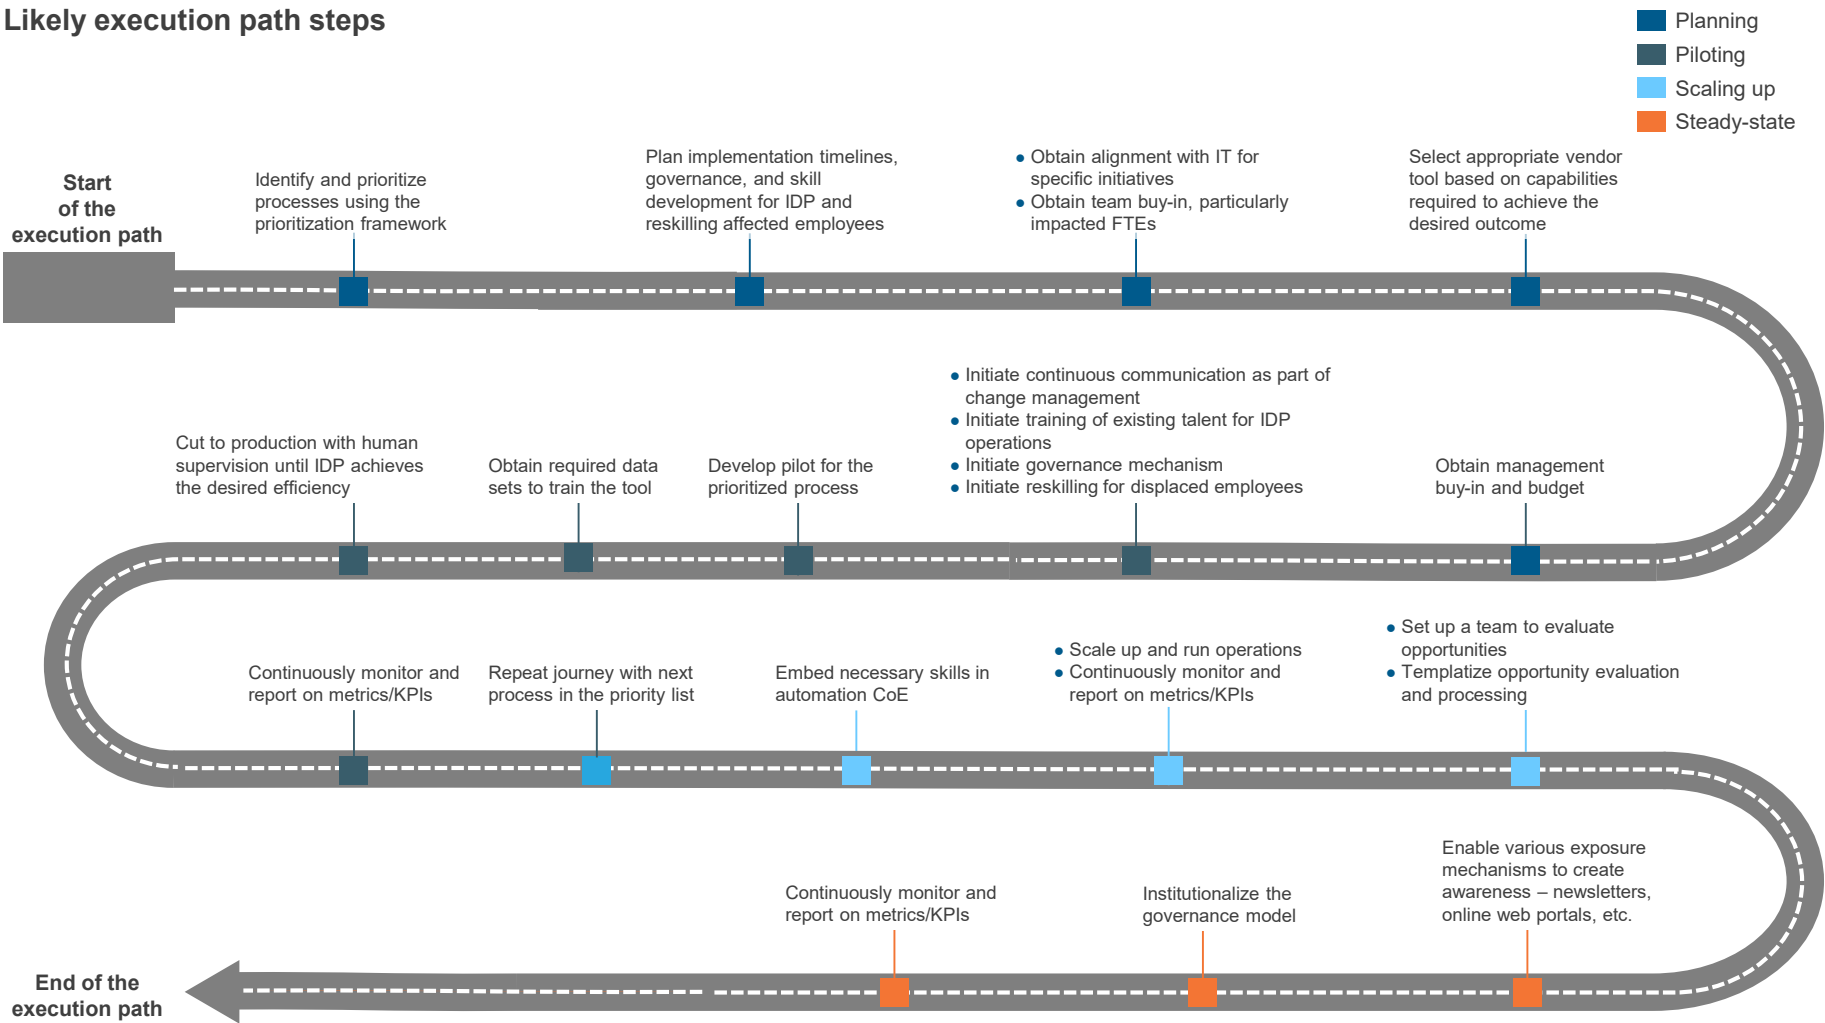 Likely execution path steps
Planning
Piloting
Scaling up
Steady-state
Start
of the
execution path
Identify and prioritize
processes using the
prioritization framework
Plan implementation timelines,
governance, and skill
development for IDP and
reskilling affected employees
● Obtain alignment with IT for
specific initiatives
● Obtain team buy-in, particularly
impacted FTEs
Select appropriate vendor
tool based on capabilities
required to achieve the
desired outcome
Cut to production with human
supervision until IDP achieves
the desired efficiency
Obtain required data
sets to train the tool
Develop pilot for the
prioritized process
● Initiate continuous communication as part of
change management
● Initiate training of existing talent for IDP
operations
● Initiate governance mechanism
● Initiate reskilling for displaced employees
Obtain management
buy-in and budget
Continuously monitor and
report on metrics/KPIs
Repeat journey with next
process in the priority list
Embed necessary skills in
automation CoE
● Scale up and run operations
● Continuously monitor and
report on metrics/KPIs
● Set up a team to evaluate
opportunities
● Templatize opportunity evaluation
and processing
Continuously monitor and
report on metrics/KPIs
Institutionalize the
governance model
Enable various exposure
mechanisms to create
awareness – newsletters,
online web portals, etc.
End of the
execution path